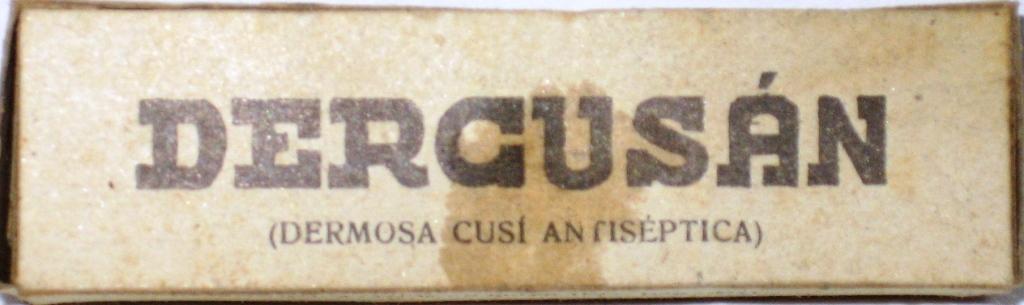 DERCUSÁN
(DERMOSA CUSÍ ANTISÉPTICA)